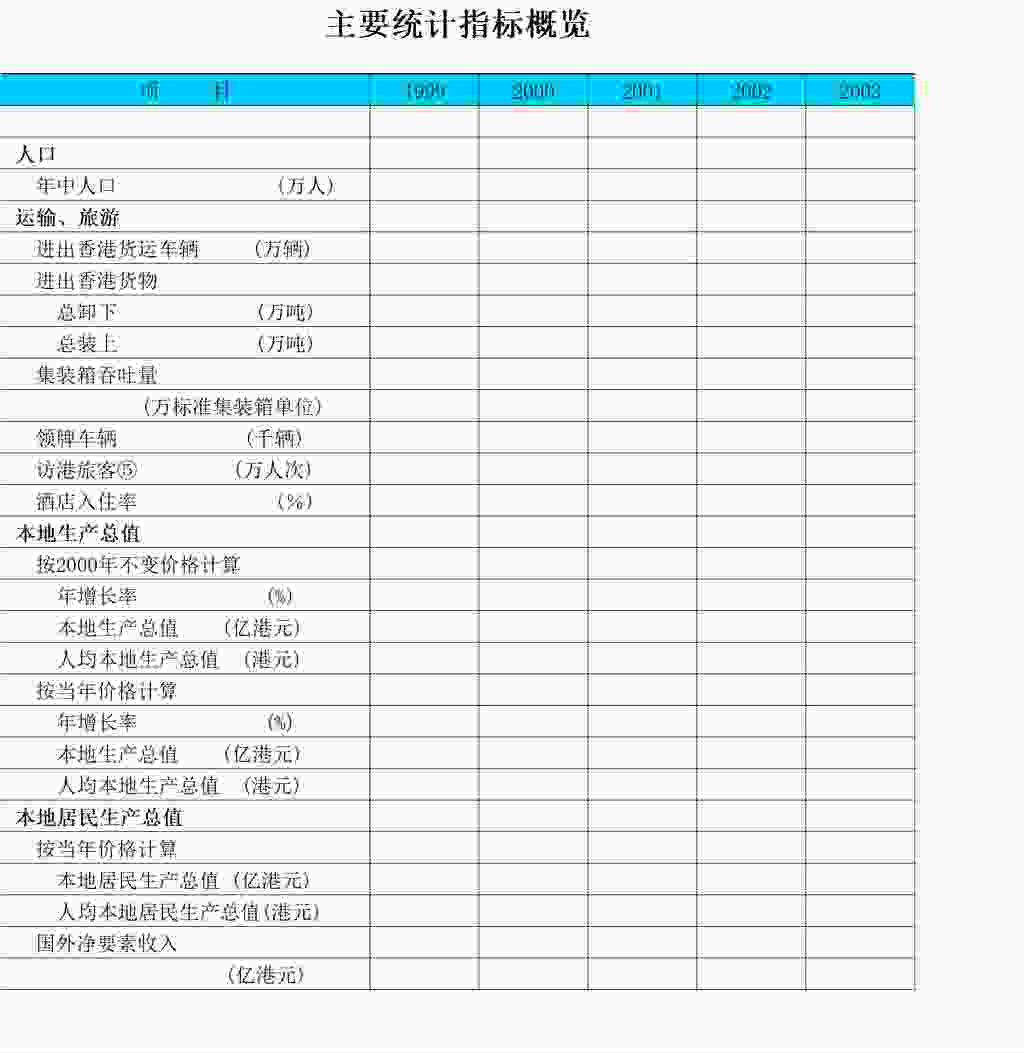 主要统计指标概览
项 目 1999 2000 2001 2002 2003
人口
年中人口 (万人)
运输、旅游
进出香港货运车辆 (万辆)
进出香港货物
总卸下 (万吨)
总装上 (万吨)
集装箱吞吐量
(万标准集装箱单位)
领牌车辆 (千辆)
访港旅客⑤ (万人次)
酒店入住率 (%)
本地生产总值
按2000年不变价格计算
年增长率 (%)
本地生产总值 (亿港元)
人均本地生产总值 (港元)
按当年价格计算
年增长率 (%)
本地生产总值 (亿港元)
人均本地生产总值 (港元)
本地居民生产总值
按当年价格计算
本地居民生产总值 (亿港元)
人均本地居民生产总值(港元)
国外净要素收入
(亿港元)